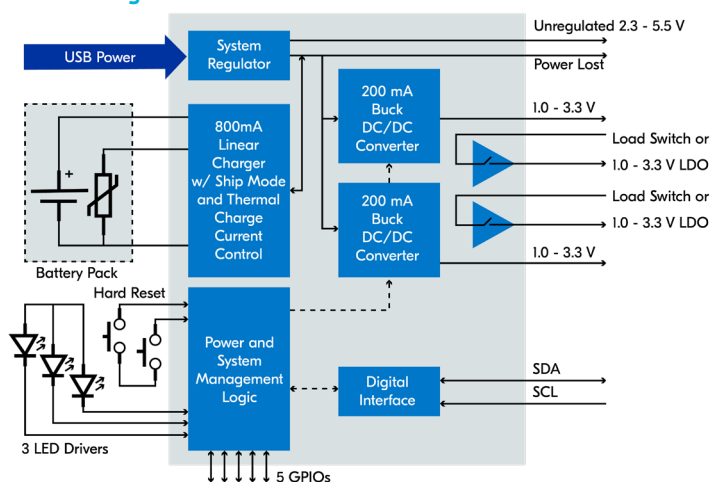 Unregulated 2.3 - 5.5 V
System
Regulator
USB Power
Power Lost
200 mA
Buck
DC/DC
Converter
1.0 - 3.3 V
800mA
Linear
Charger
w/ Ship Mode
and Thermal
Charge
Current
Control
Load Switch or
1.0 - 3.3 V LDO
+
200 mA
Buck
DC/DC
Converter
Load Switch or
1.0 - 3.3 V LDO
1.0 - 3.3 V
Battery Pack
Hard Reset
Power and
System
Management
Logic
Digital
Interface
SDA
SCL
3 LED Drivers
5 GPIOs